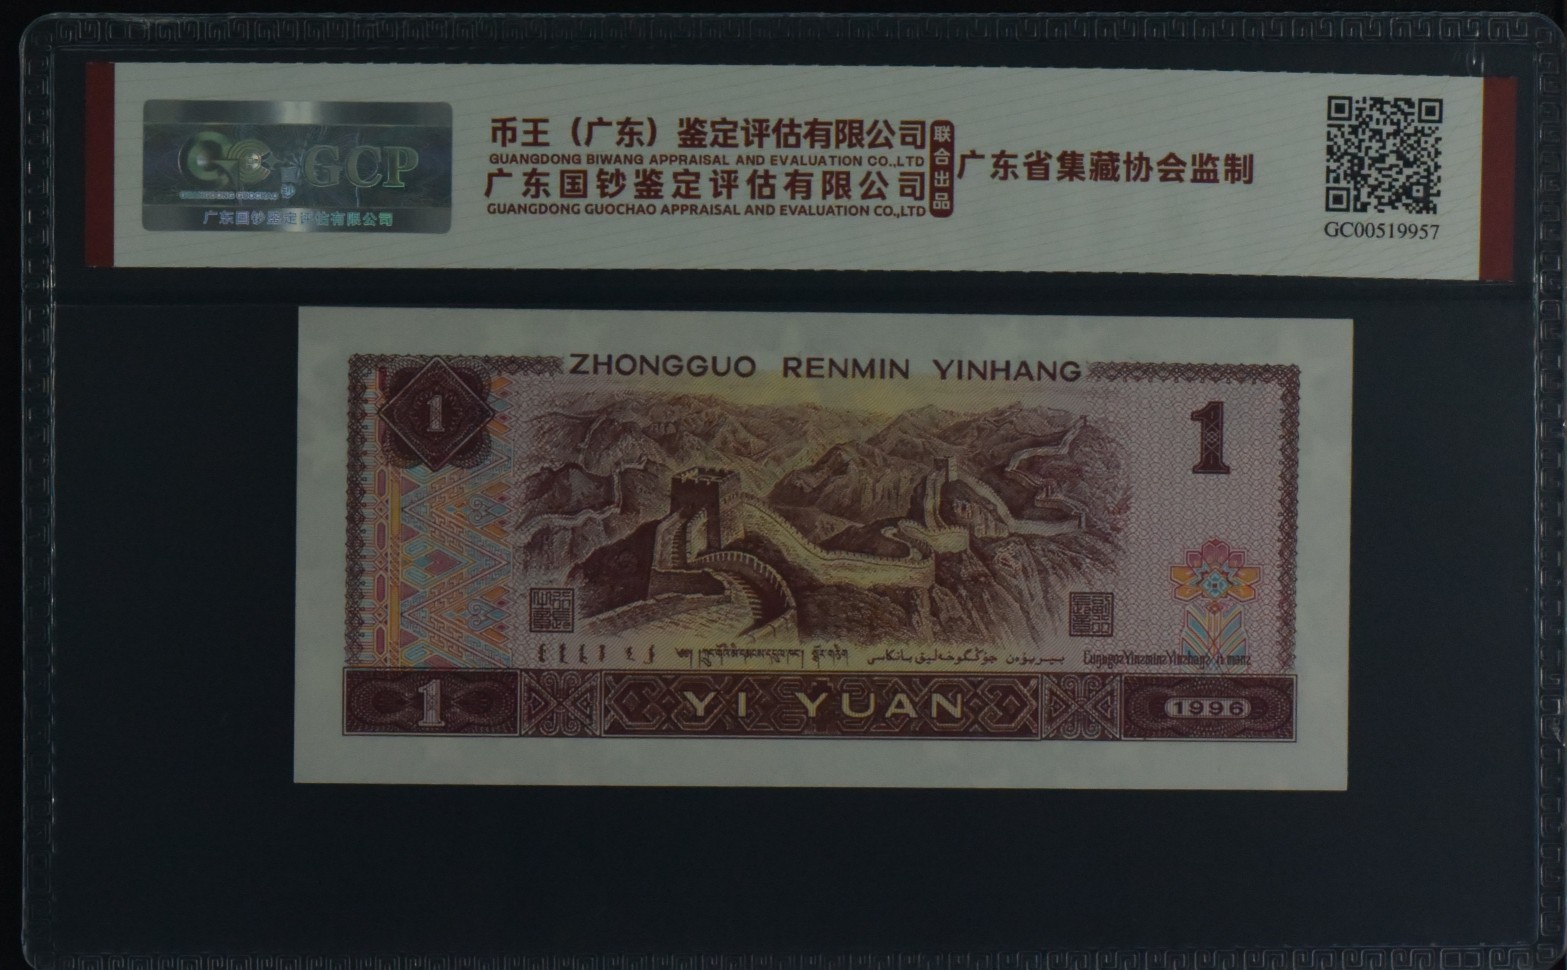 GCP
GUANGDONG GUOCHAO
广东国钞鉴定评估有限公司
币王（广东）鉴定评估有限公司
GUANGDONG BIWANG APPRAISAL AND EVALUATION CO.,LTD
广东国钞鉴定评估有限公司
GUANGDONG GUOCHAO APPRAISAL AND EVALUATION CO.,LTD
联合出品
广东省集藏协会监制
GC00519957
ZHONGGUO RENMIN YINHANG
1
1
1
YI YUAN
1996